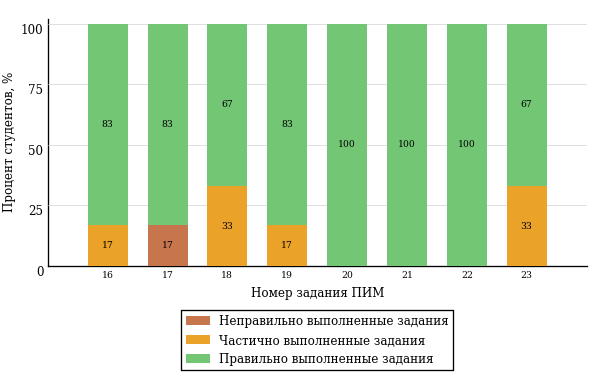 Процент студентов, %
100
75
50
25
0
83 83 67 83 100 100 100 67
17 17 33 17 33
16 17 18 19 20 21 22 23
Номер задания ПИМ
Неправильно выполненные задания
Частично выполненные задания
Правильно выполненные задания